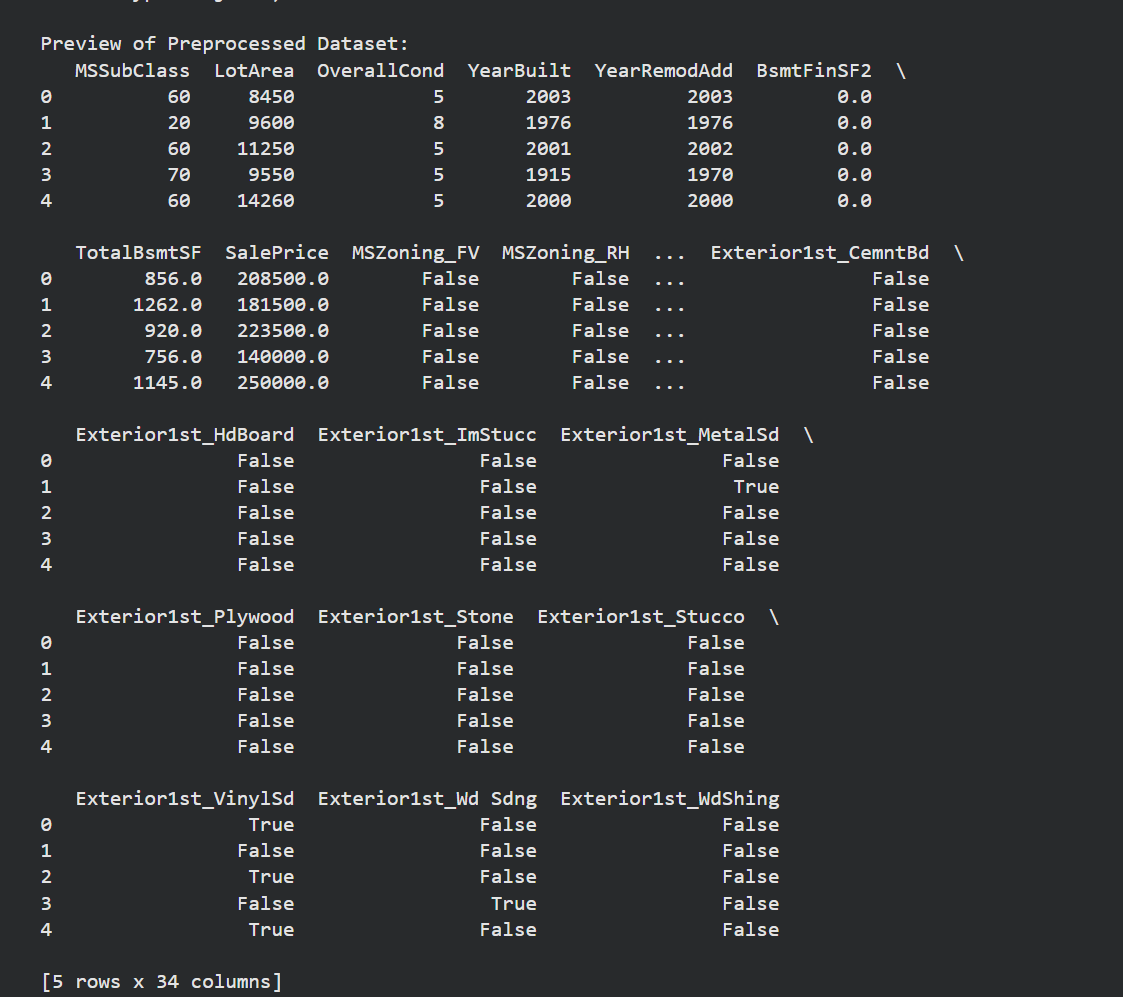 Preview of Preprocessed Dataset:
   MSSubClass  LotArea  OverallCond  YearBuilt  YearRemodAdd  BsmtFinSF2  \
0          60     8450            5       2003          2003         0.0
1          20     9600            8       1976          1976         0.0
2          60    11250            5       2001          2002         0.0
3          70     9550            5       1915          1970         0.0
4          60    14260            5       2000          2000         0.0
   TotalBsmtSF  SalePrice  MSZoning_FV  MSZoning_RH  ...  Exterior1st_CemntBd  \
0        856.0   208500.0        False        False  ...                False
1       1262.0   181500.0        False        False  ...                False
2        920.0   223500.0        False        False  ...                False
3        756.0   140000.0        False        False  ...                False
4       1145.0   250000.0        False        False  ...                False
   Exterior1st_HdBoard  Exterior1st_ImStucc  Exterior1st_MetalSd  \
0                False                False                False
1                False                False                 True
2                False                False                False
3                False                False                False
4                False                False                False
   Exterior1st_Plywood  Exterior1st_Stone  Exterior1st_Stucco  \
0                False              False               False
1                False              False               False
2                False              False               False
3                False              False               False
4                False              False               False
   Exterior1st_VinylSd  Exterior1st_Wd Sdng  Exterior1st_WdShing
0                 True                False                False
1                False                False                False
2                 True                False                False
3                False                 True                False
4                 True                False                False
[5 rows x 34 columns]